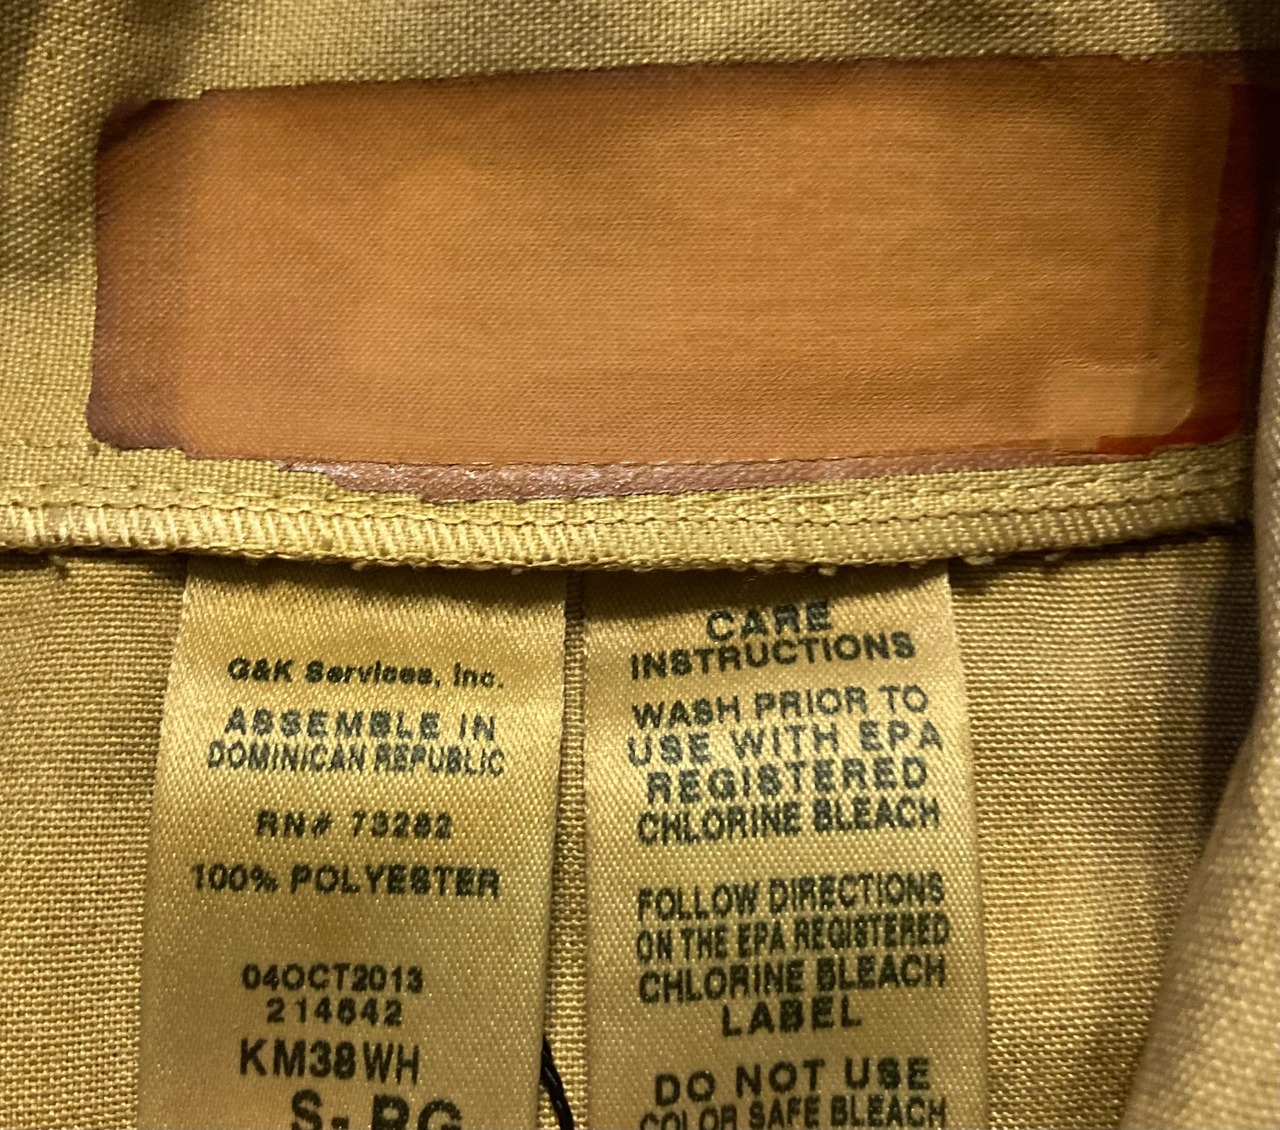 G&K Services, Inc.
ASSEMBLE IN
DOMINICAN REPUBLIC
RN# 73282
100% POLYESTER
04OCT2013
214642
KM38WH
S- RG
CARE
INSTRUCTIONS
WASH PRIOR TO
USE WITH EPA
REGISTERED
CHLORINE BLEACH
FOLLOW DIRECTIONS
ON THE EPA REGISTERED
CHLORINE BLEACH
LABEL
DO NOT USE
COLOR SAFE BLEACH